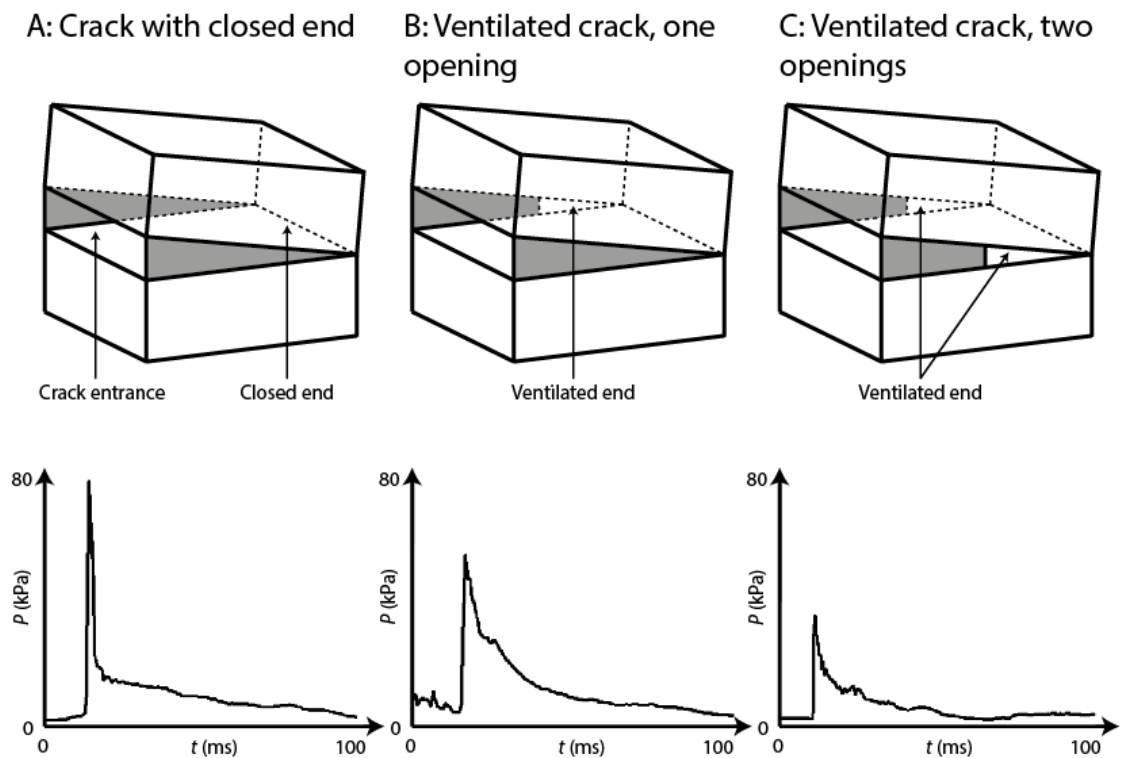 A: Crack with closed end
B: Ventilated crack, one
opening
C: Ventilated crack, two
openings
Crack entrance
Closed end
Ventilated end
Ventilated end
80
P (kPa)
0
0
t (ms)
100
80
P (kPa)
0
0
t (ms)
100
80
P (kPa)
0
0
t (ms)
100